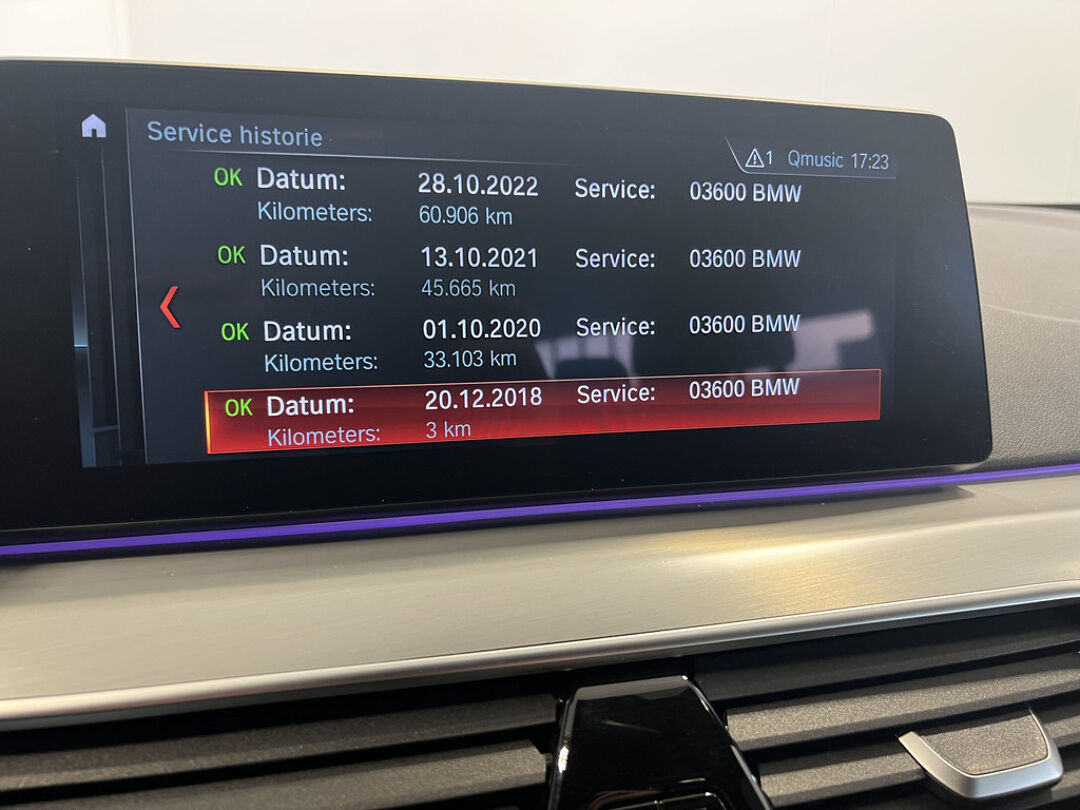 Service historie
1 Qmusic 17:23
OK Datum: 28.10.2022 Service: 03600 BMW
Kilometers: 60.906 km
OK Datum: 13.10.2021 Service: 03600 BMW
Kilometers: 45.665 km
OK Datum: 01.10.2020 Service: 03600 BMW
Kilometers: 33.103 km
OK Datum: 20.12.2018 Service: 03600 BMW
Kilometers: 3 km